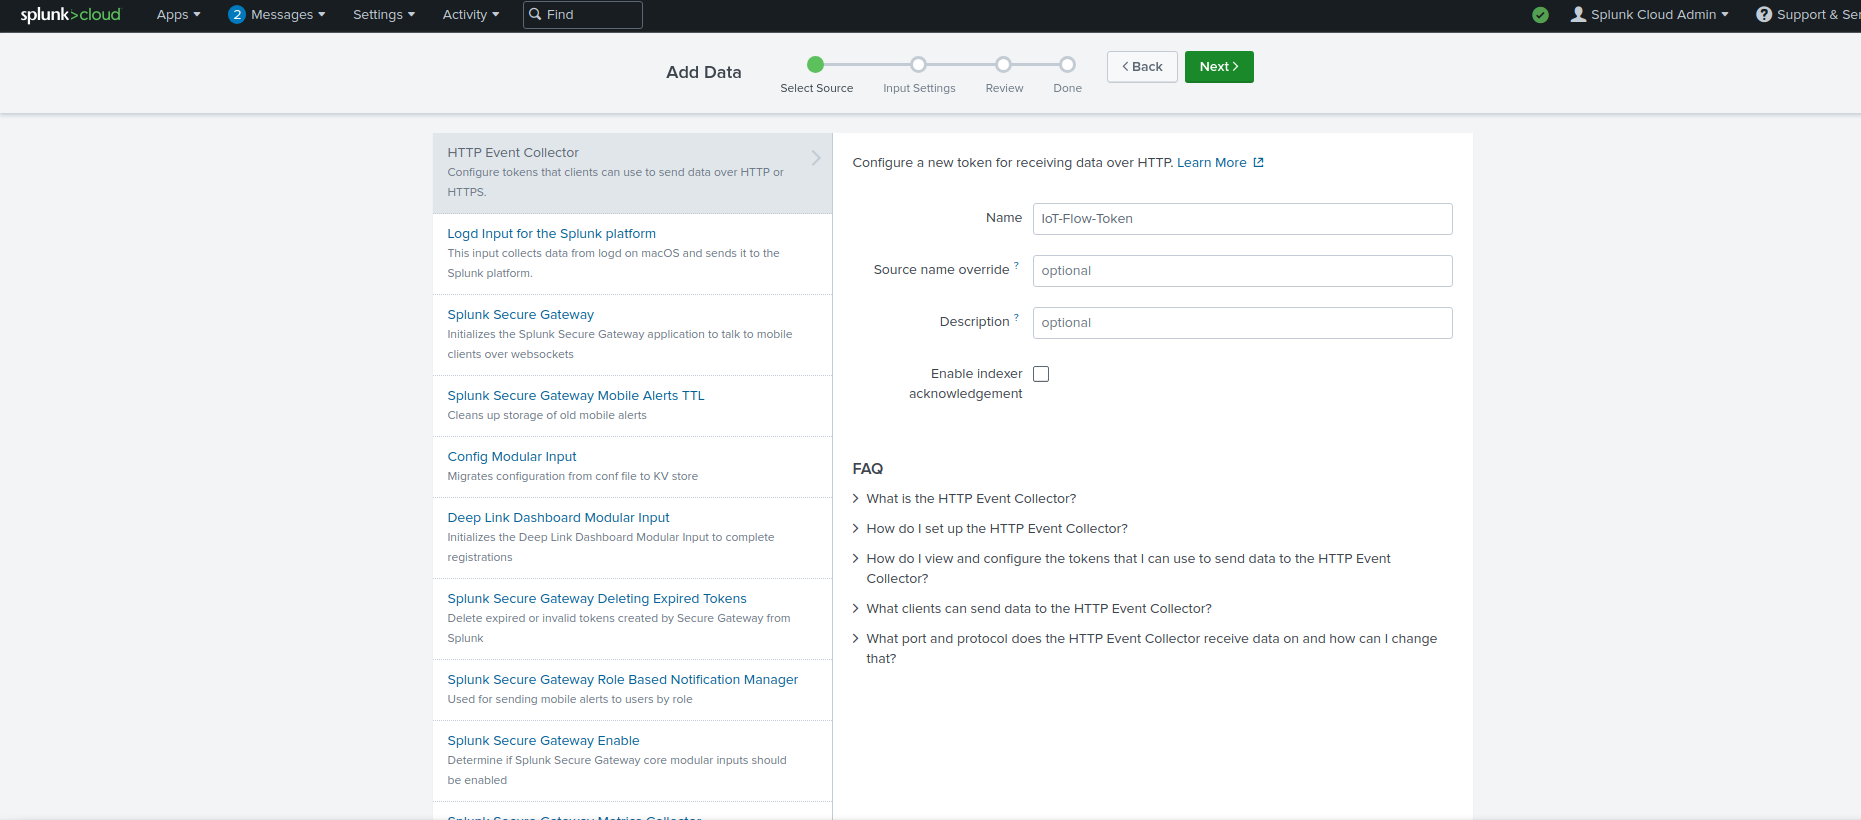 splunk>cloud Apps 2 Messages Settings Activity Find Splunk Cloud Admin Support & Ser
Add Data
Select Source Input Settings Review Done
Back Next
HTTP Event Collector
Configure tokens that clients can use to send data over HTTP or
HTTPS.
Logd Input for the Splunk platform
This input collects data from logd on macOS and sends it to the
Splunk platform.
Splunk Secure Gateway
Initializes the Splunk Secure Gateway application to talk to mobile
clients over websockets
Splunk Secure Gateway Mobile Alerts TTL
Cleans up storage of old mobile alerts
Config Modular Input
Migrates configuration from conf file to KV store
Deep Link Dashboard Modular Input
Initializes the Deep Link Dashboard Modular Input to complete
registrations
Splunk Secure Gateway Deleting Expired Tokens
Delete expired or invalid tokens created by Secure Gateway from
Splunk
Splunk Secure Gateway Role Based Notification Manager
Used for sending mobile alerts to users by role
Splunk Secure Gateway Enable
Determine if Splunk Secure Gateway core modular inputs should
be enabled
Splunk Secure Gateway Metrics Collector
Configure a new token for receiving data over HTTP. Learn More
Name IoT-Flow-Token
Source name override ? optional
Description ? optional
Enable indexer
acknowledgement
FAQ
What is the HTTP Event Collector?
How do I set up the HTTP Event Collector?
How do I view and configure the tokens that I can use to send data to the HTTP Event
Collector?
What clients can send data to the HTTP Event Collector?
What port and protocol does the HTTP Event Collector receive data on and how can I change
that?